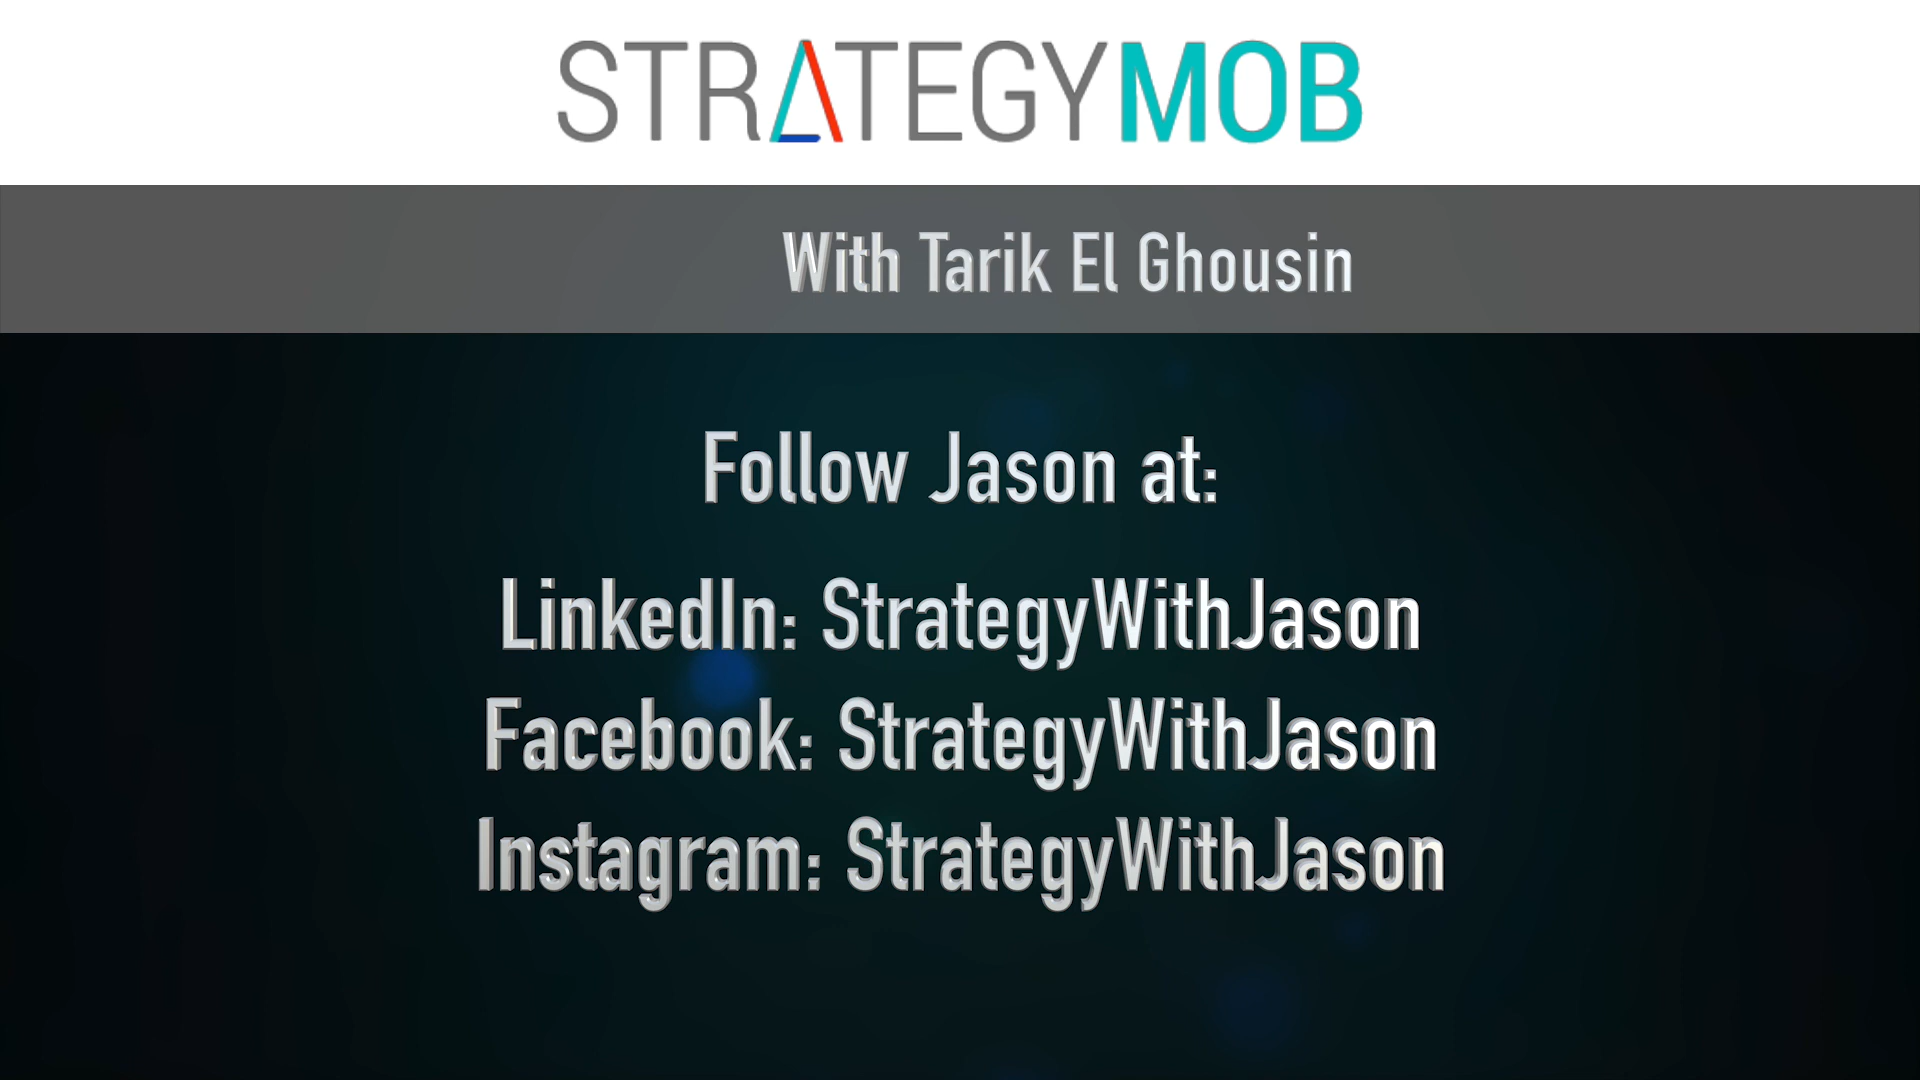 STRATEGYMOB
With Tarik El Ghousin
Follow Jason at:
LinkedIn: StrategyWithJason
Facebook: StrategyWithJason
Instagram: StrategyWithJason